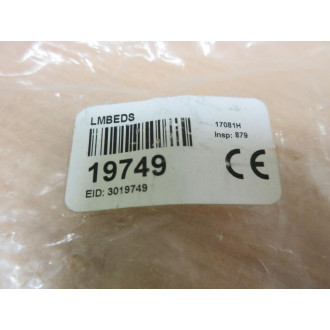 LMBEDS
17081H
Insp: 879
19749
EID: 3019749
CE